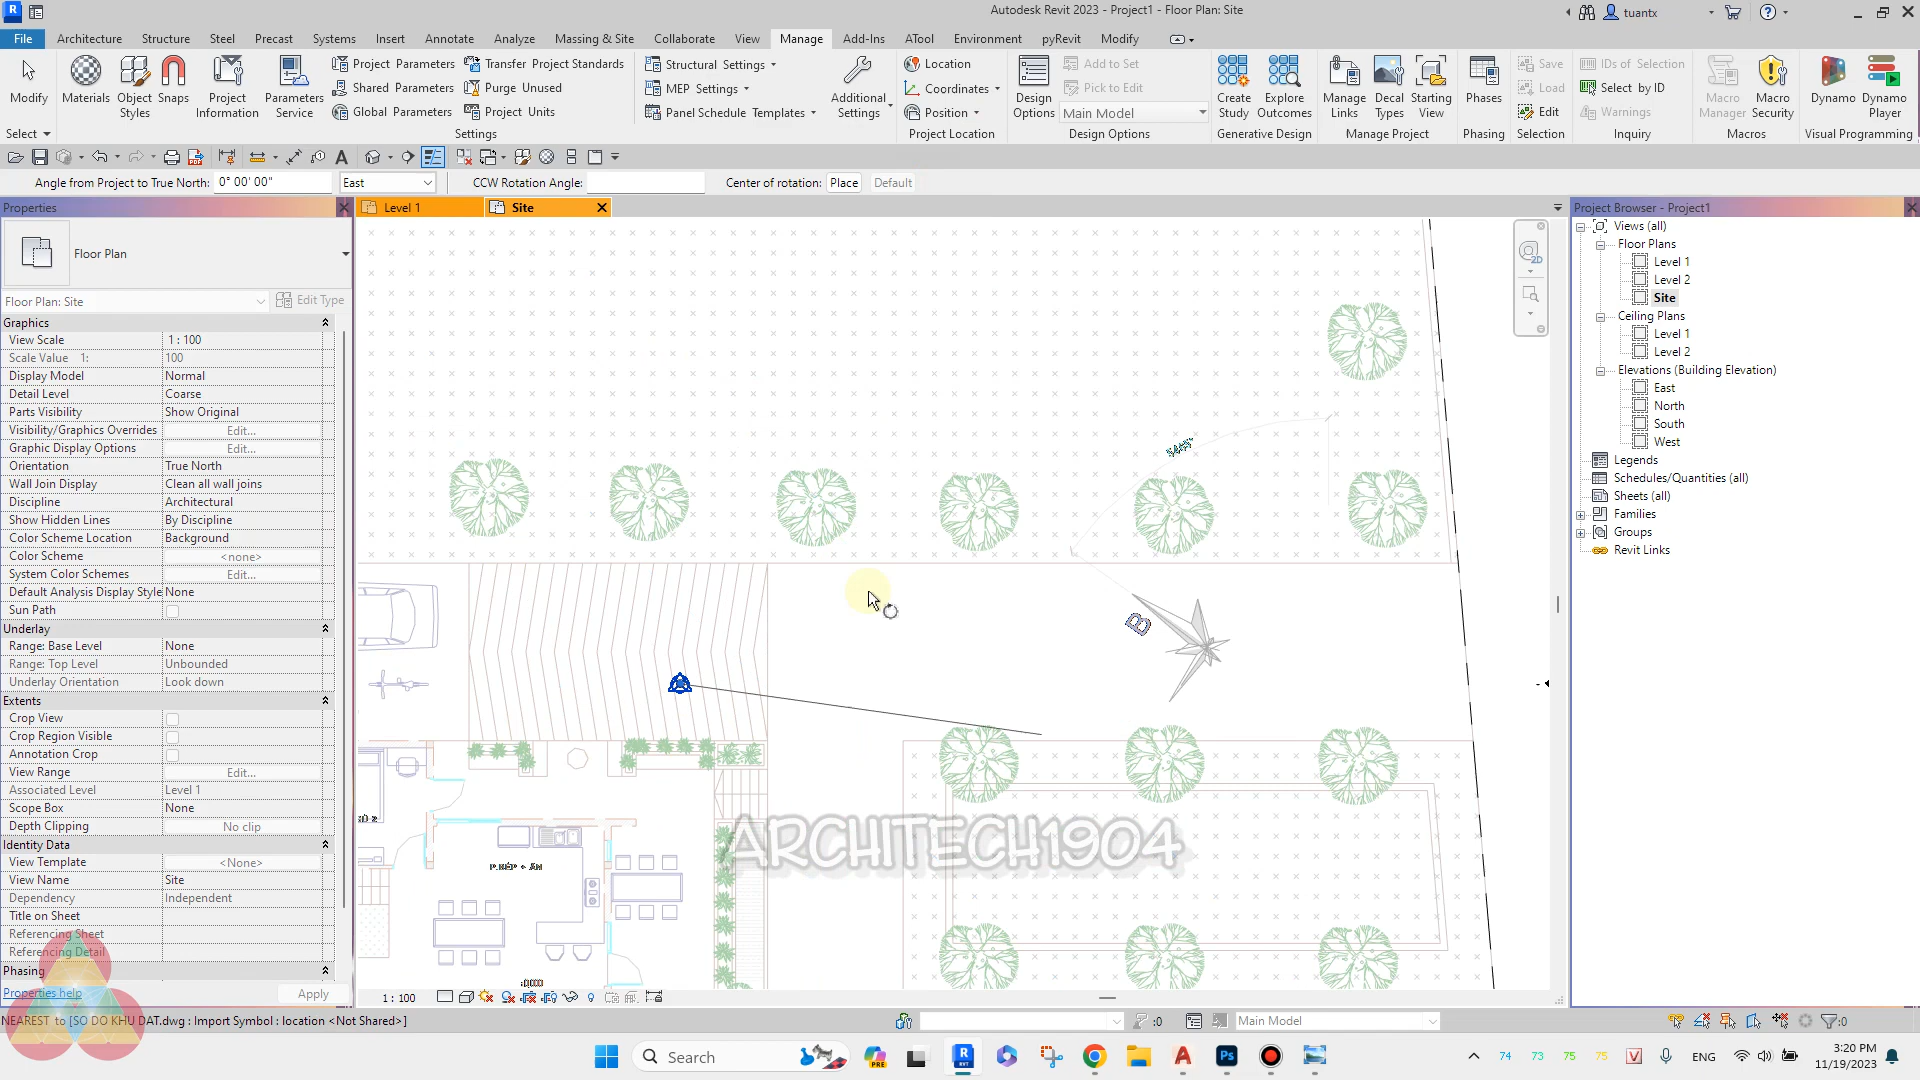 Autodesk Revit 2023 - Project1 - Floor Plan: Site
tuantx
File Architecture Structure Steel Precast Systems Insert Annotate Analyze Massing & Site Collaborate View Manage Add-Ins ATool Environment pyRevit Modify
Modify
Materials
Object Styles
Snaps
Project Information
Parameters Service
Project Parameters
Shared Parameters
Global Parameters
Transfer Project Standards
Purge Unused
Project Units
Structural Settings
MEP Settings
Panel Schedule Templates
Additional Settings
Location
Coordinates
Position
Design Options
Add to Set
Pick to Edit
Main Model
Create Study
Explore Outcomes
Manage Links
Decal Types
Starting View
Phases
Save
Load
Edit
IDs of Selection
Select by ID
Warnings
Macro Manager
Macro Security
Dynamo
Dynamo Player
Select Settings Project Location Design Options Generative Design Manage Project Phasing Selection Inquiry Macros Visual Programming
Angle from Project to True North: 0° 00' 00" East CCW Rotation Angle: Center of rotation: Place Default
Properties
Level 1
Site
Project Browser - Project1
Floor Plan
Floor Plan: Site Edit Type
Graphics
View Scale 1 : 100
Scale Value 1: 100
Display Model Normal
Detail Level Coarse
Parts Visibility Show Original
Visibility/Graphics Overrides Edit...
Graphic Display Options Edit...
Orientation True North
Wall Join Display Clean all wall joins
Discipline Architectural
Show Hidden Lines By Discipline
Color Scheme Location Background
Color Scheme <none>
System Color Schemes Edit...
Default Analysis Display Style None
Sun Path
Underlay
Range: Base Level None
Range: Top Level Unbounded
Underlay Orientation Look down
Extents
Crop View
Crop Region Visible
Annotation Crop
View Range Edit...
Associated Level Level 1
Scope Box None
Depth Clipping No clip
Identity Data
View Template <None>
View Name Site
Dependency Independent
Title on Sheet
Referencing Sheet
Referencing Detail
Phasing
Properties help Apply
B
P.BẾP + ĂN
ARCHITECH1904
2D
Views (all)
Floor Plans
Level 1
Level 2
Site
Ceiling Plans
Level 1
Level 2
Elevations (Building Elevation)
East
North
South
West
Legends
Schedules/Quantities (all)
Sheets (all)
Families
Groups
Revit Links
1 : 100
NEAREST to [SO DO KHU DAT.dwg : Import Symbol : location <Not Shared>]
:0
Main Model
:0
Search
PRE
RVT
Ps
74 73 75 75
V
ENG
3:20 PM
11/19/2023